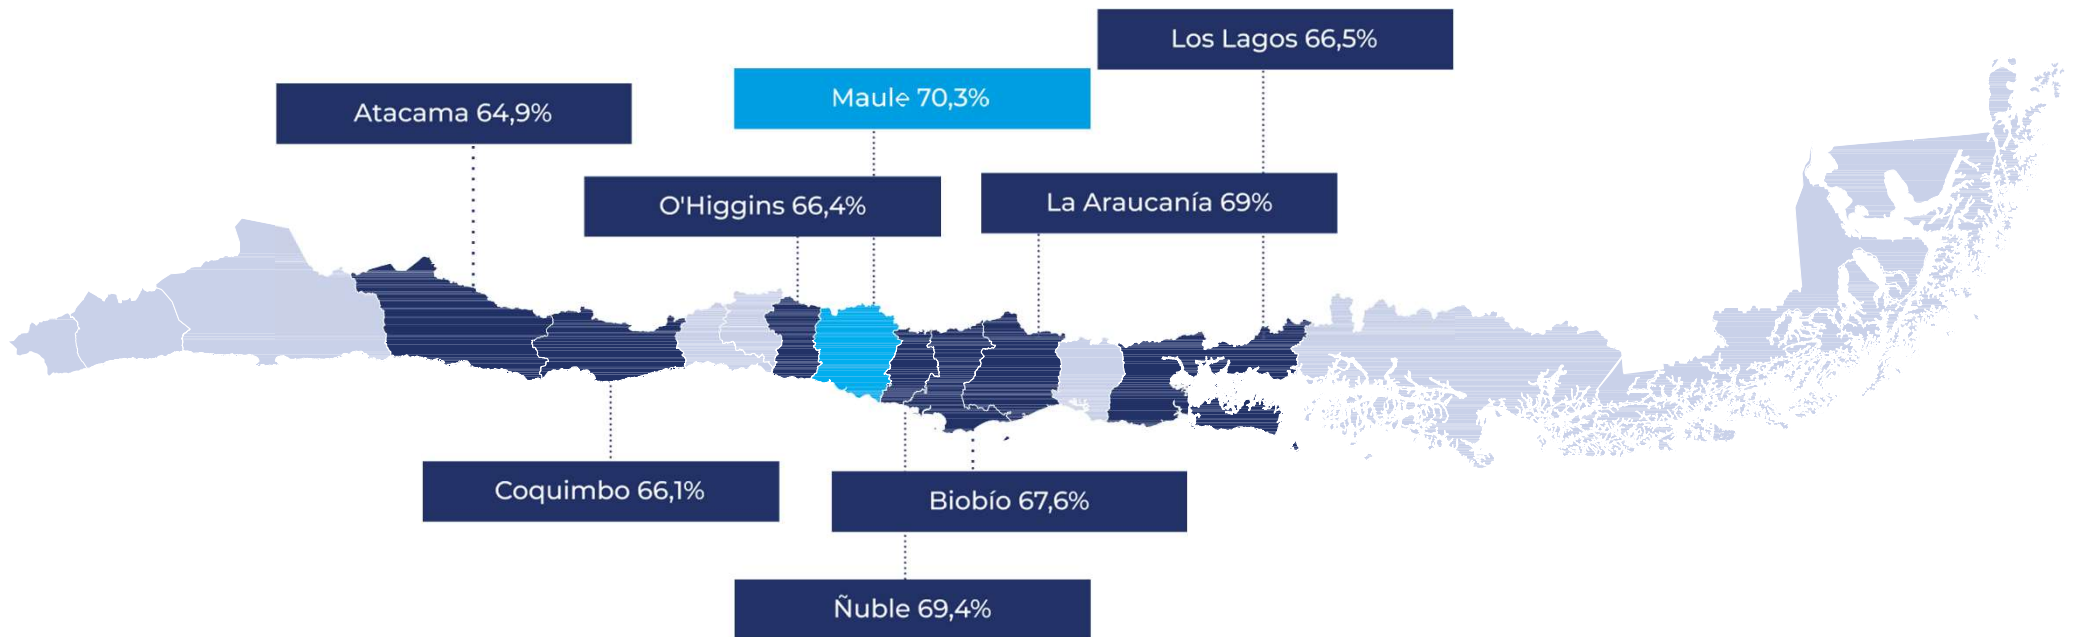 Los Lagos 66,5%
Maule 70,3%
Atacama 64,9%
O'Higgins 66,4%
La Araucanía 69%
Coquimbo 66,1%
Biobío 67,6%
Ñuble 69,4%